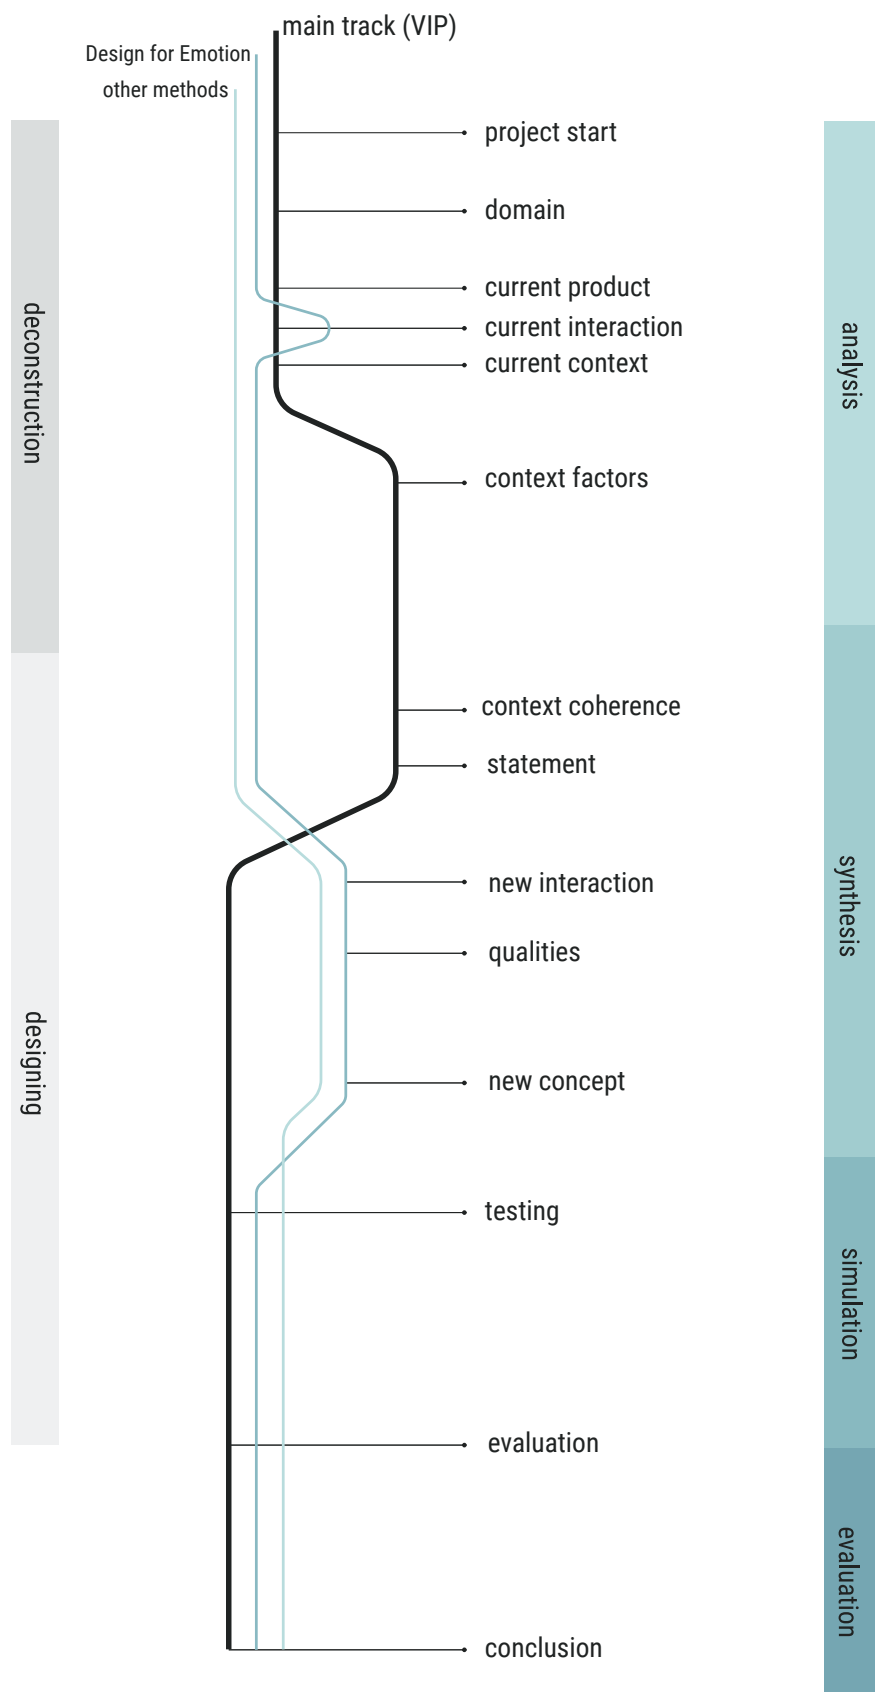 main track (VIP)
Design for Emotion
other methods
project start
domain
current product
current interaction
current context
context factors
context coherence
statement
new interaction
qualities
new concept
testing
evaluation
conclusion
deconstruction
designing
analysis
synthesis
simulation
evaluation